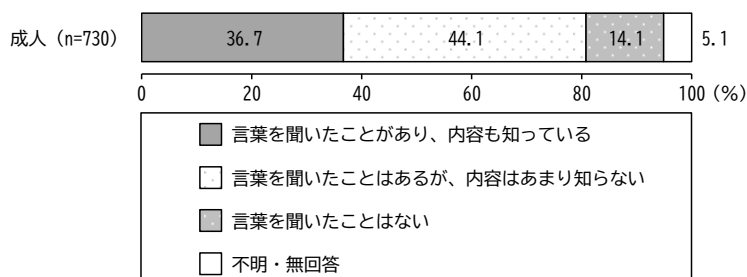 成人（n=730） 36.7 44.1 14.1 5.1
0 20 40 60 80 100（%）
言葉を聞いたことがあり、内容も知っている
言葉を聞いたことはあるが、内容はあまり知らない
言葉を聞いたことはない
不明・無回答